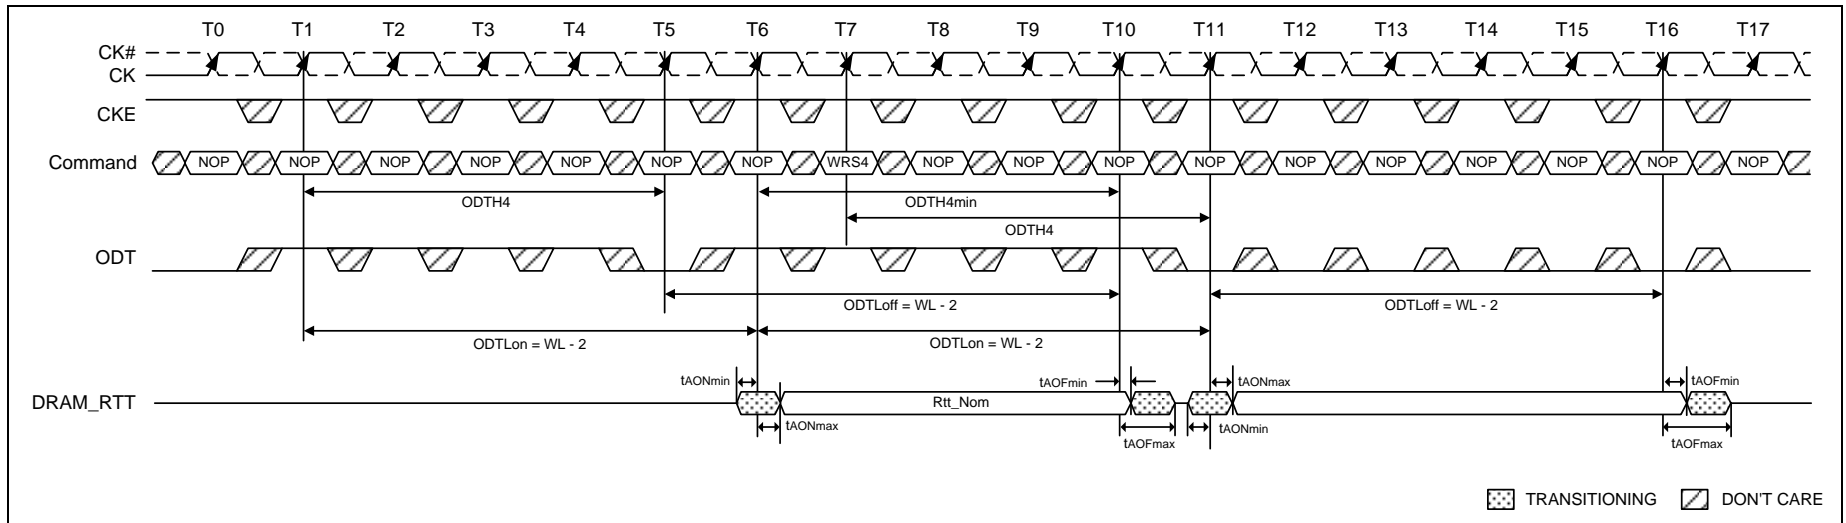 T0 T1 T2 T3 T4 T5 T6 T7 T8 T9 T10 T11 T12 T13 T14 T15 T16 T17
CK#
CK
CKE
Command NOP NOP NOP NOP NOP NOP NOP WRS4 NOP NOP NOP NOP NOP NOP NOP NOP NOP NOP
ODTH4 ODTH4min
ODTH4
ODT
ODTLoff = WL - 2 ODTLoff = WL - 2
ODTLon = WL - 2 ODTLon = WL - 2
tAONmin tAOFmin tAONmax tAOFmin
DRAM_RTT Rtt_Nom
tAONmax tAOFmax tAONmin tAOFmax
TRANSITIONING DON'T CARE